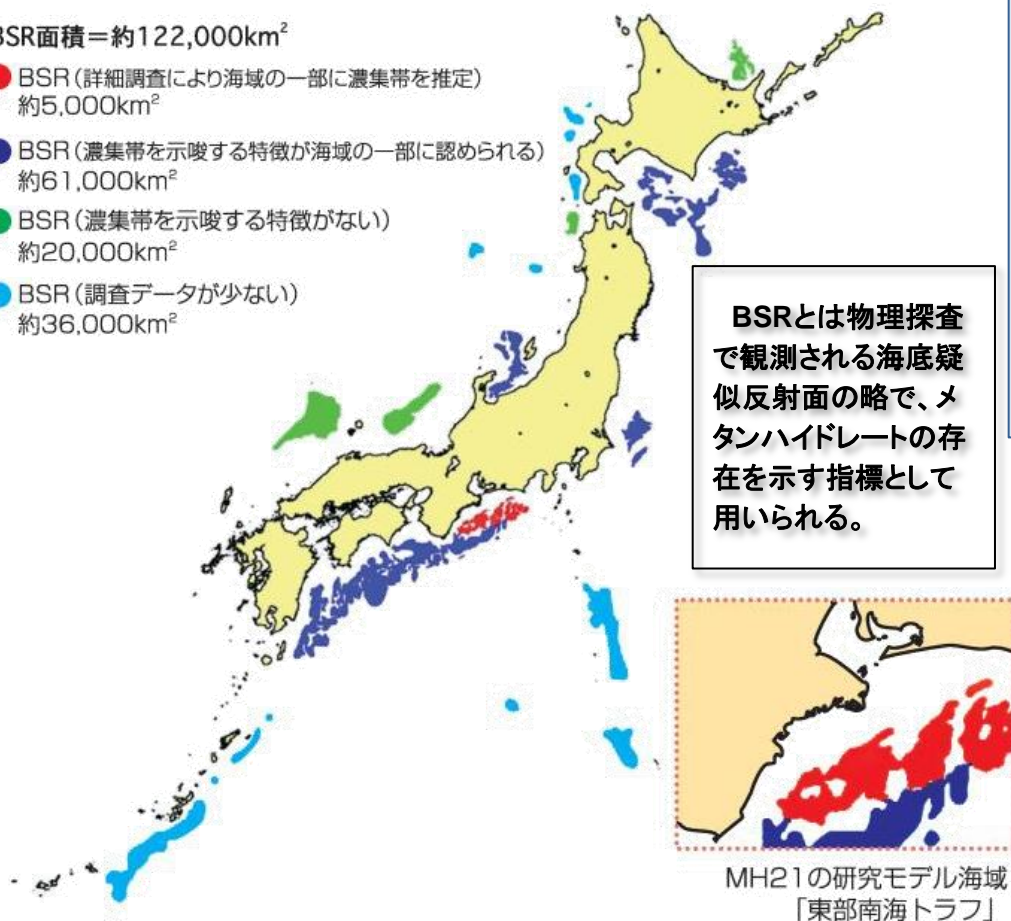 BSR面積=約122,000km²
BSR(詳細調査により海域の一部に濃集帯を推定)
約5,000km²
BSR(濃集帯を示唆する特徴が海域の一部に認められる)
約61,000km²
BSR(濃集帯を示唆する特徴がない)
約20,000km²
BSR(調査データが少ない)
約36,000km²
BSRとは物理探査
で観測される海底疑
似反射面の略で、メ
タンハイドレートの存
在を示す指標として
用いられる。
MH21の研究モデル海域
「東部南海トラフ」